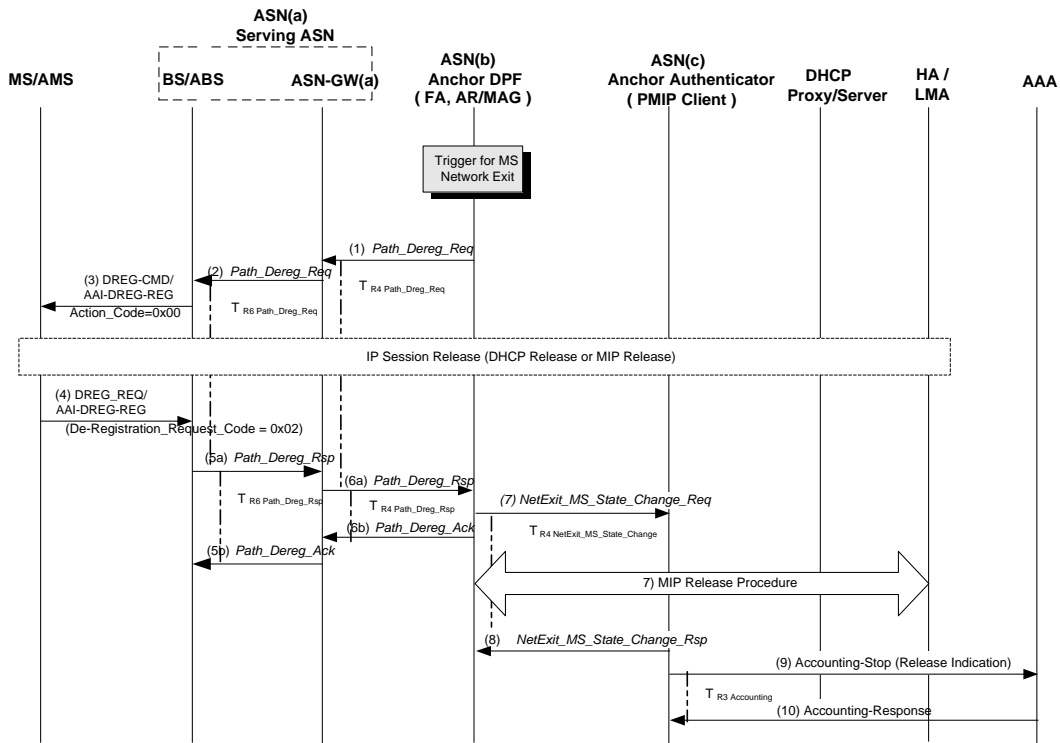 ASN(a)
Serving ASN
MS/AMS
BS/ABS
ASN-GW(a)
ASN(b)
Anchor DPF
( FA, AR/MAG )
ASN(c)
Anchor Authenticator
( PMIP Client )
DHCP
Proxy/Server
HA /
LMA
AAA
Trigger for MS
Network Exit
(1) Path_Dereg_Req
(2) Path_Dereg_Req
(3) DREG-CMD/
AAI-DREG-REG
Action_Code=0x00
T R4 Path_Dreg_Req
T R6 Path_Dreg_Req
IP Session Release (DHCP Release or MIP Release)
(4) DREG_REQ/
AAI-DREG-REG
(De-Registration_Request_Code = 0x02)
(5a) Path_Dereg_Rsp
(6a) Path_Dereg_Rsp
T R6 Path_Dreg_Rsp
T R4 Path_Dreg_Rsp
(7) NetExit_MS_State_Change_Req
(6b) Path_Dereg_Ack
T R4 NetExit_MS_State_Change
(5b) Path_Dereg_Ack
7) MIP Release Procedure
(8) NetExit_MS_State_Change_Rsp
(9) Accounting-Stop (Release Indication)
T R3 Accounting
(10) Accounting-Response